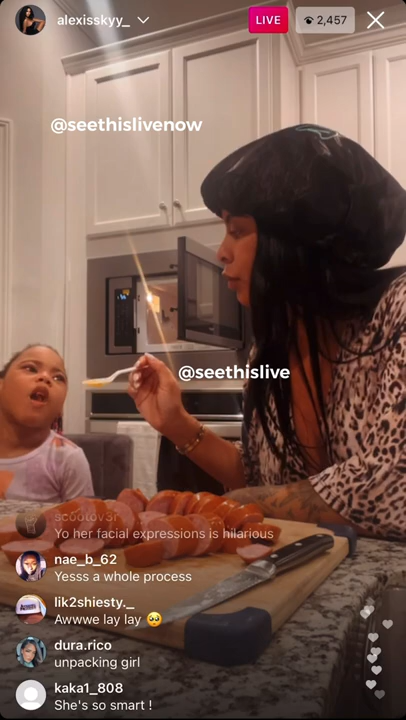 alexisskyy_
LIVE
2,457
@seethislivenow
@seethislive
scootov3r
Yo her facial expressions is hilarious
nae_b_62
Yesss a whole process
lik2shiesty._
Awwwe lay lay 🥺
dura.rico
unpacking girl
kaka1_808
She's so smart !